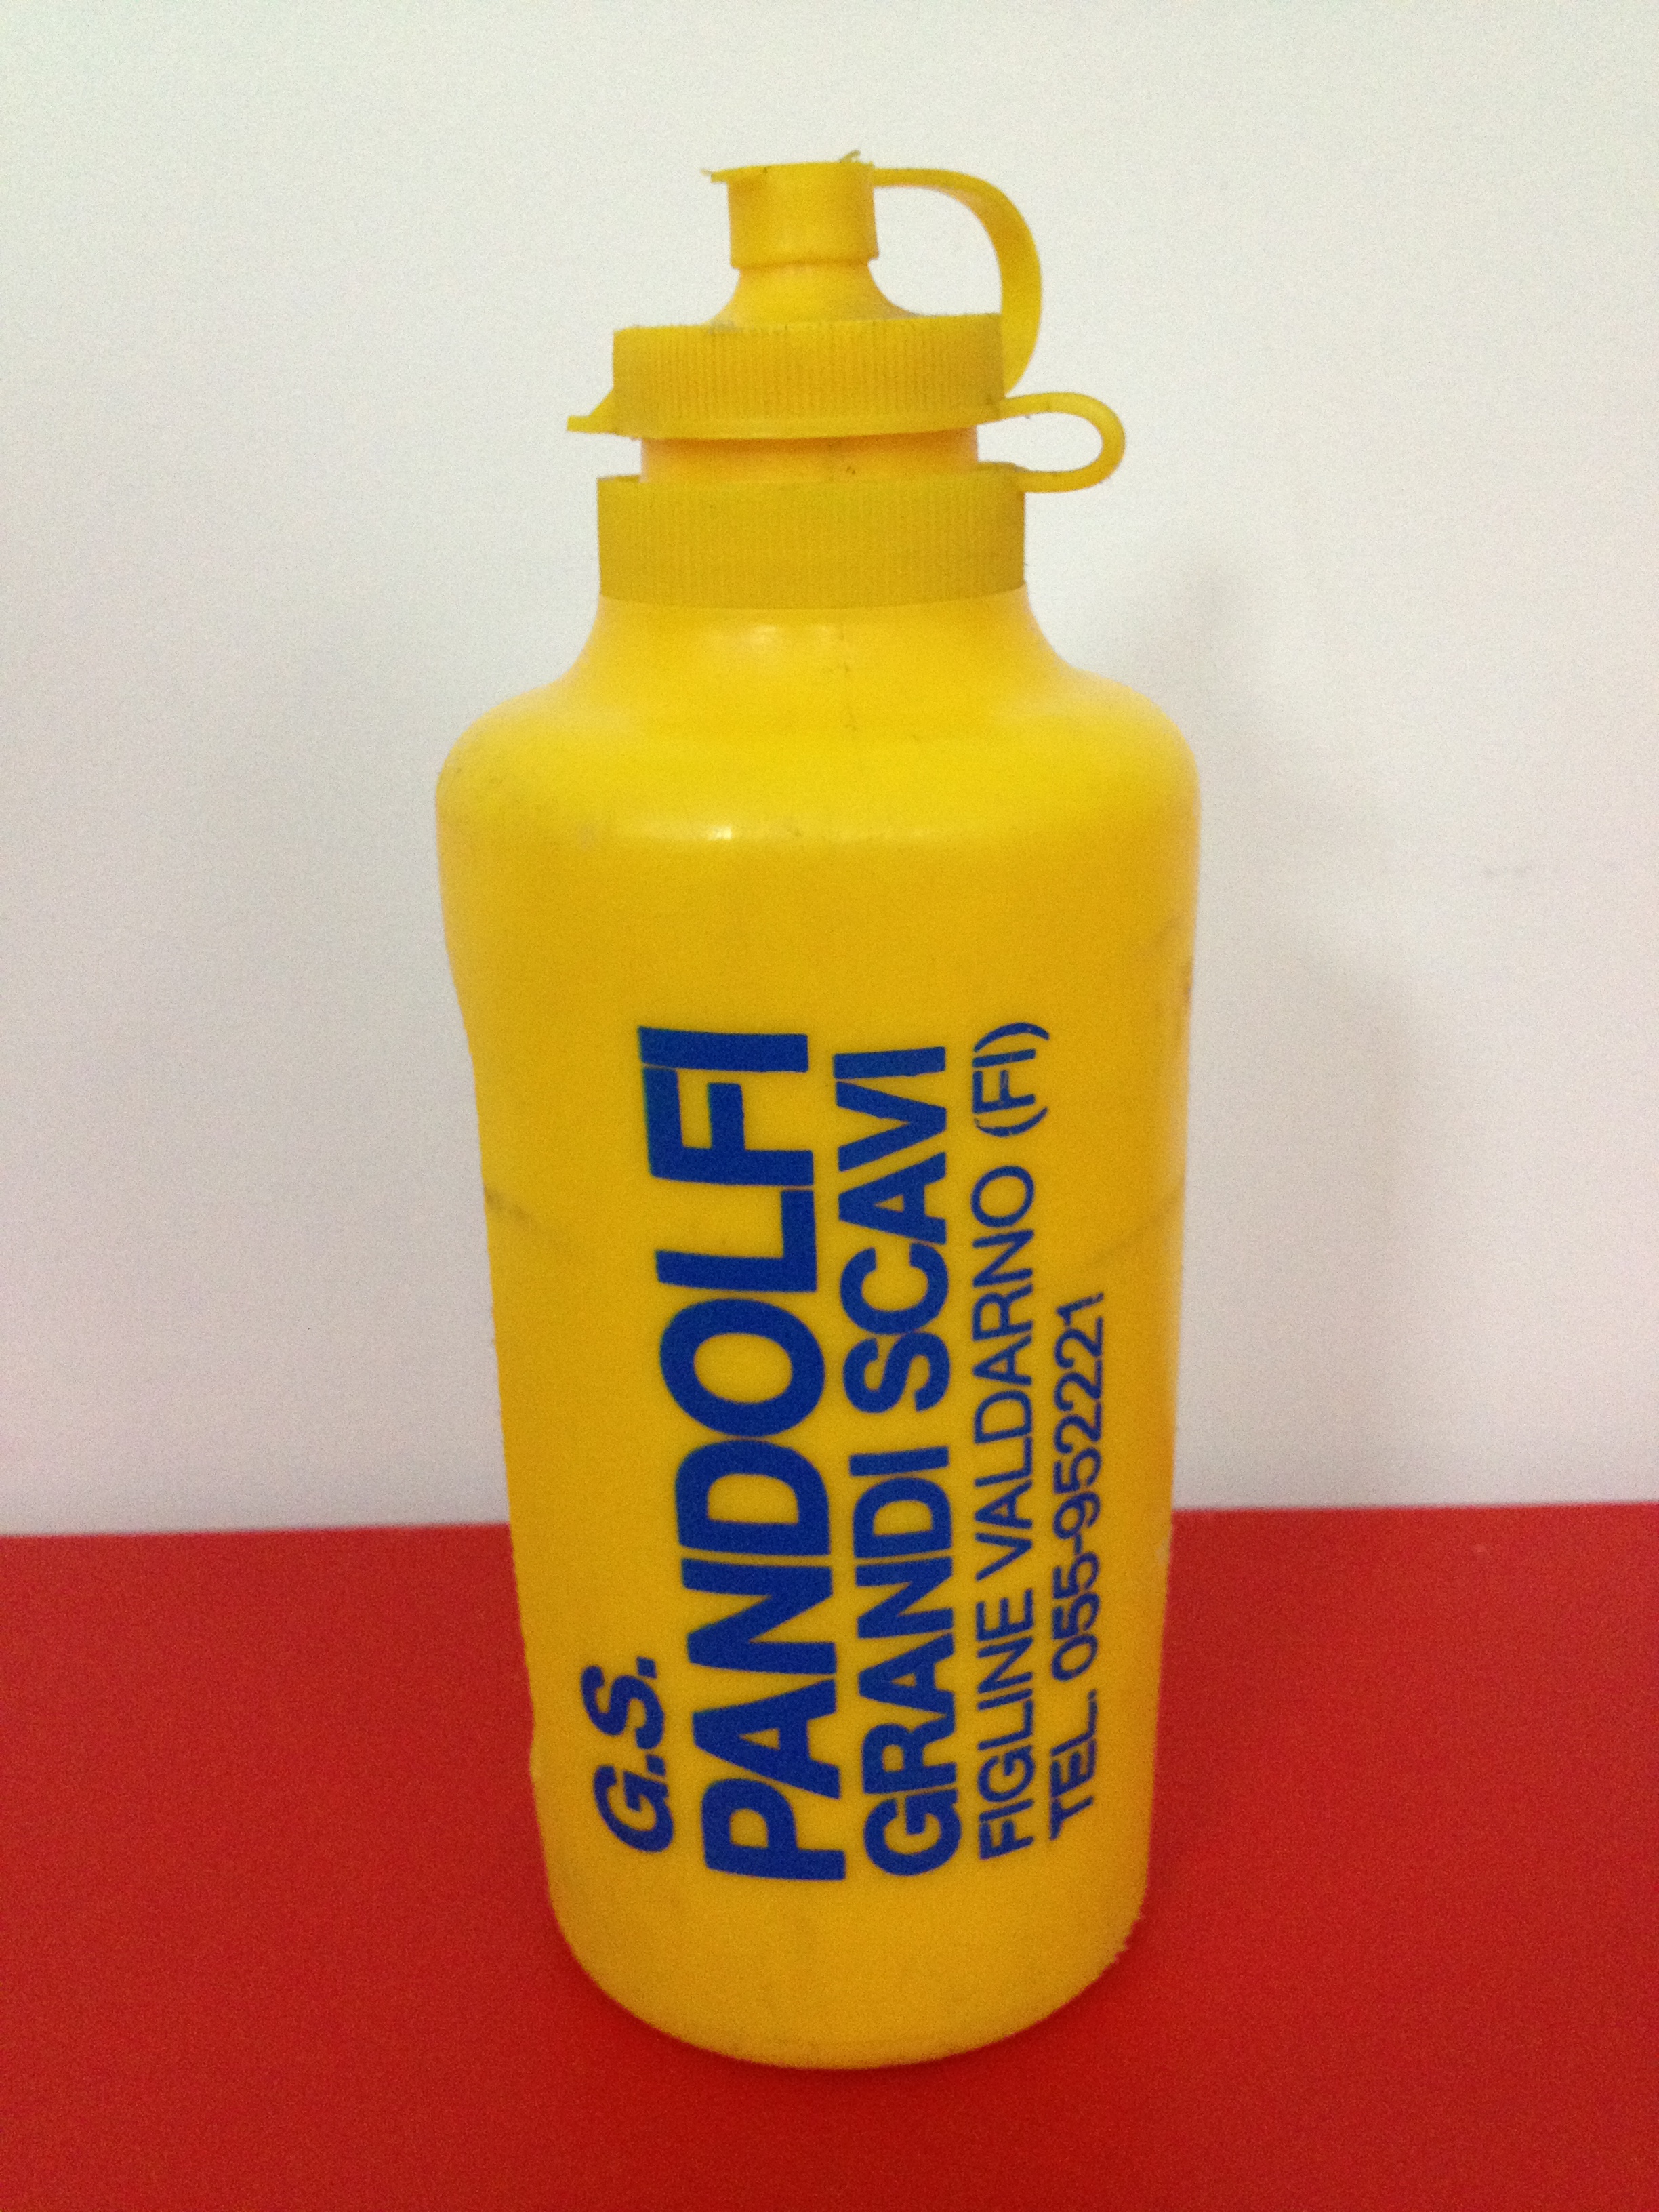 G.S.
PANDOLFI
GRANDI SCAVI
FIGLINE VALDARNO (FI)
TEL. 055-952221